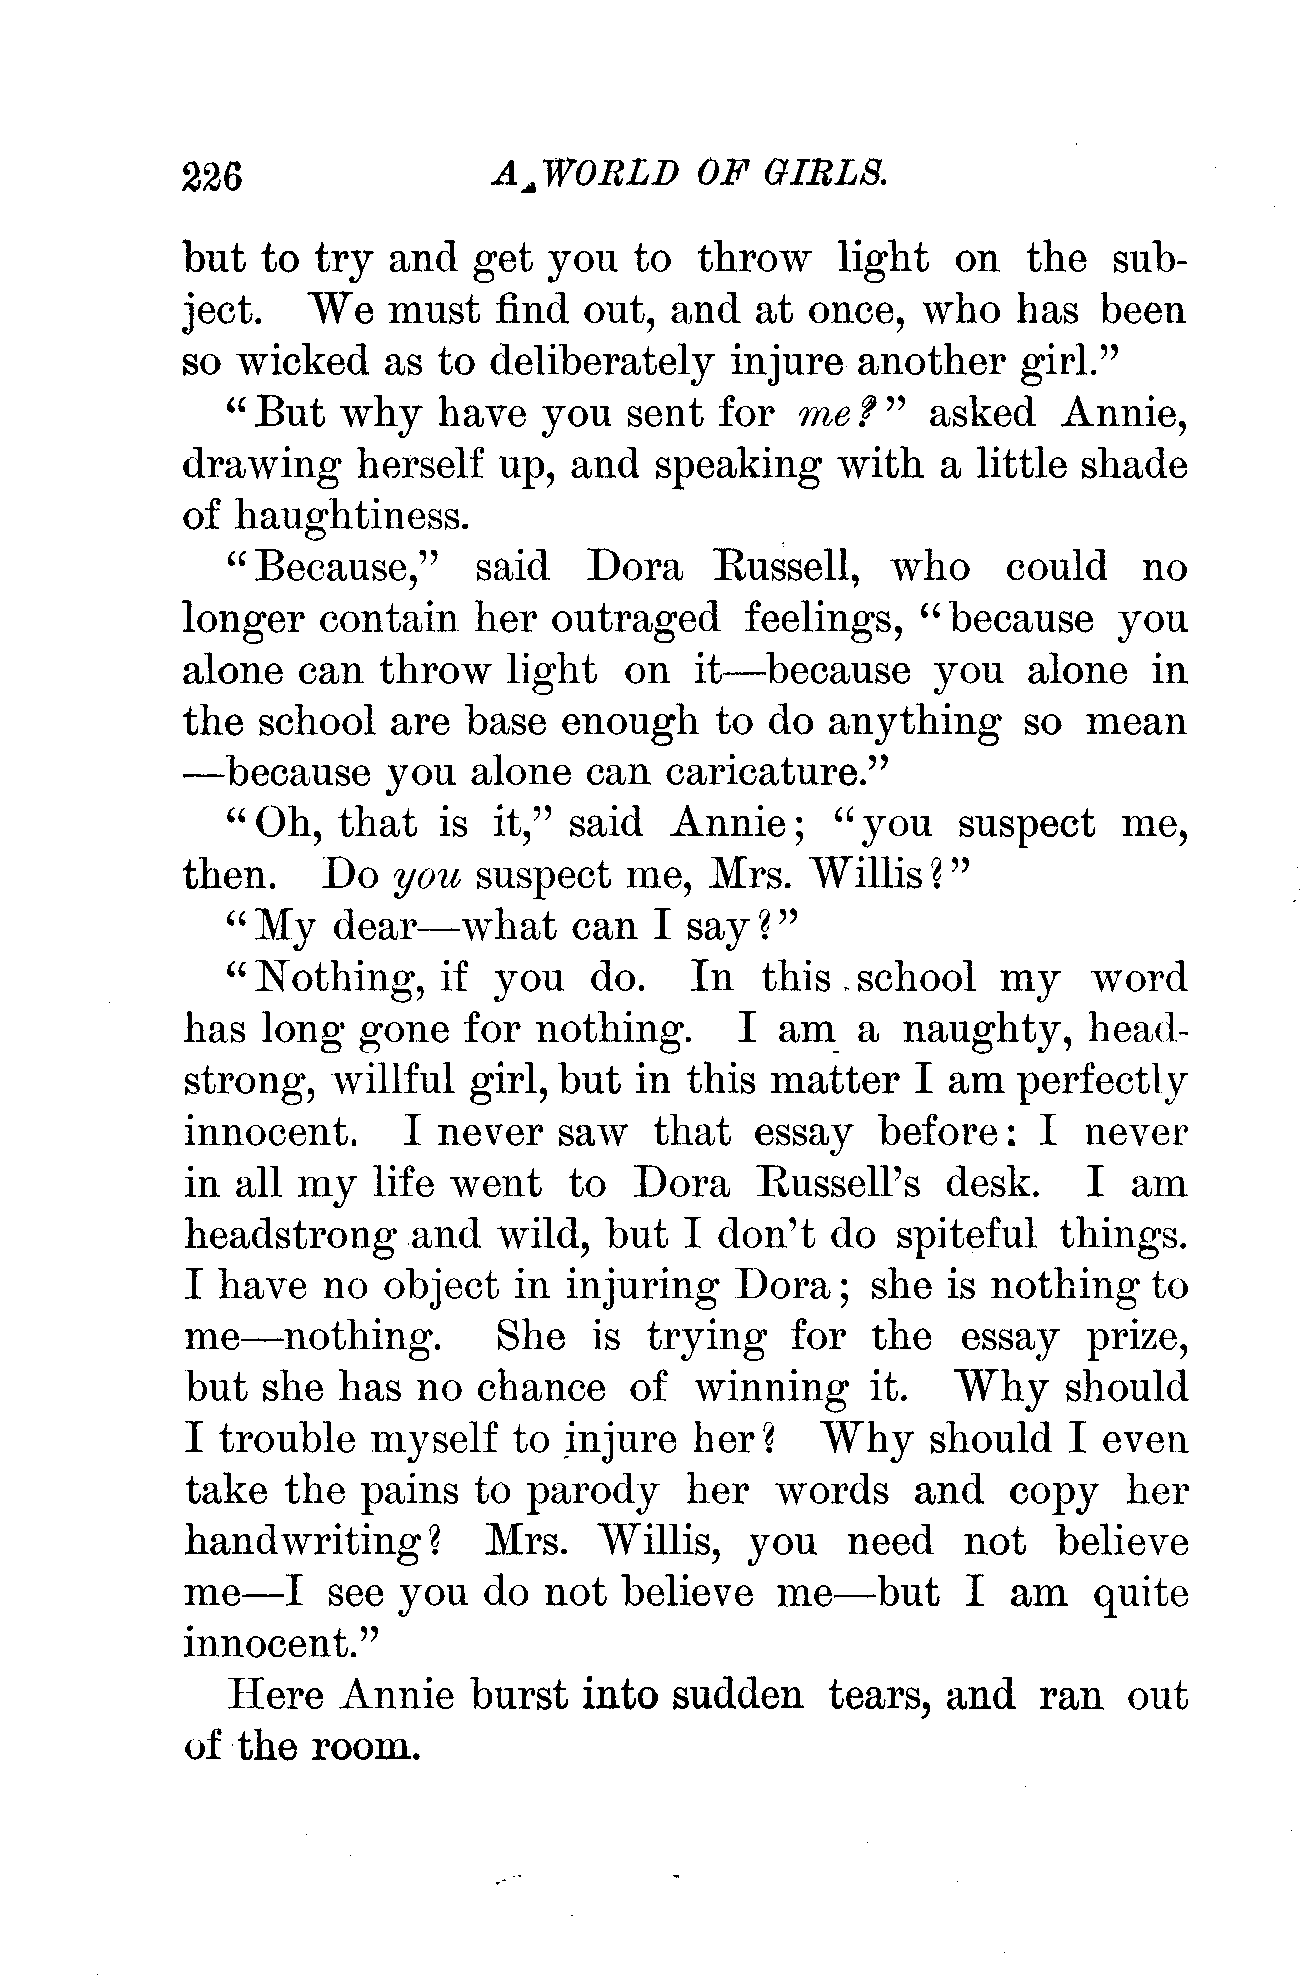 226 A WORLD OF GIRLS.
but to try and get you to throw light on the sub-
ject. We must find out, and at once, who has been
so wicked as to deliberately injure another girl.”
“But why have you sent for me?” asked Annie,
drawing herself up, and speaking with a little shade
of haughtiness.
“Because,” said Dora Russell, who could no
longer contain her outraged feelings, “because you
alone can throw light on it—because you alone in
the school are base enough to do anything so mean
—because you alone can caricature.”
“Oh, that is it,” said Annie; “you suspect me,
then. Do you suspect me, Mrs. Willis?”
“My dear—what can I say?”
“Nothing, if you do. In this school my word
has long gone for nothing. I am a naughty, head-
strong, willful girl, but in this matter I am perfectly
innocent. I never saw that essay before: I never
in all my life went to Dora Russell’s desk. I am
headstrong and wild, but I don’t do spiteful things.
I have no object in injuring Dora; she is nothing to
me—nothing. She is trying for the essay prize,
but she has no chance of winning it. Why should
I trouble myself to injure her? Why should I even
take the pains to parody her words and copy her
handwriting? Mrs. Willis, you need not believe
me—I see you do not believe me—but I am quite
innocent.”
Here Annie burst into sudden tears, and ran out
of the room.